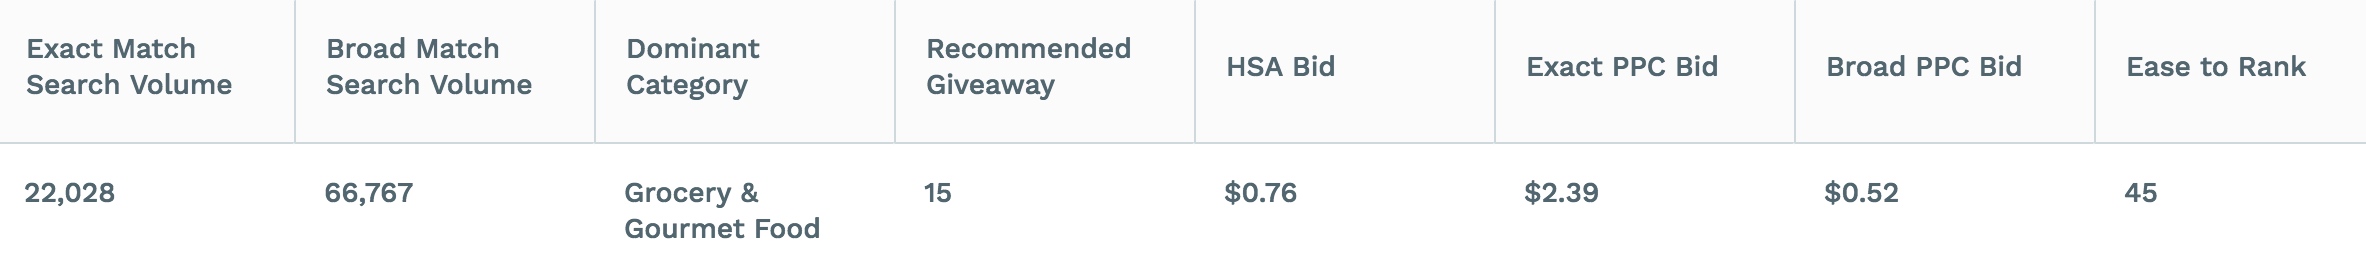 Exact Match
Search Volume
Broad Match
Search Volume
Dominant
Category
Recommended
Giveaway
HSA Bid
Exact PPC Bid
Broad PPC Bid
Ease to Rank
22,028
66,767
Grocery &
Gourmet Food
15
$0.76
$2.39
$0.52
45